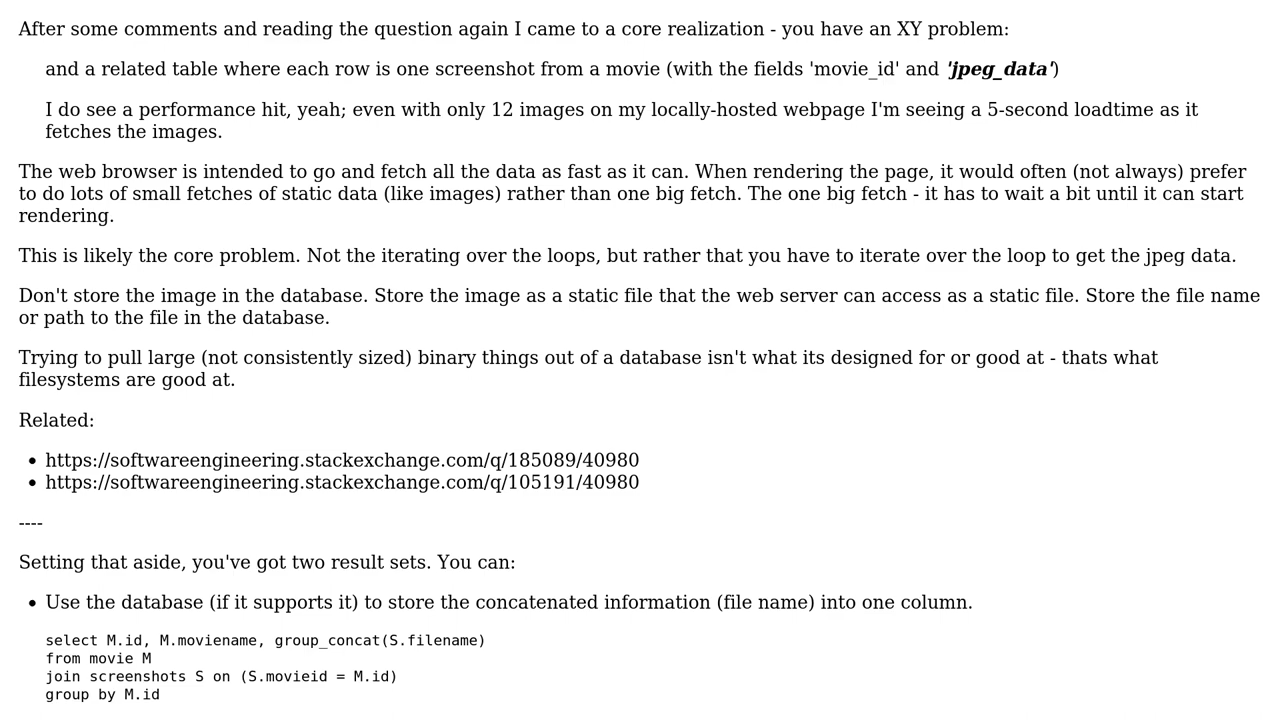 After some comments and reading the question again I came to a core realization - you have an XY problem:
and a related table where each row is one screenshot from a movie (with the fields 'movie_id' and 'jpeg_data')
I do see a performance hit, yeah; even with only 12 images on my locally-hosted webpage I'm seeing a 5-second loadtime as it
fetches the images.
The web browser is intended to go and fetch all the data as fast as it can. When rendering the page, it would often (not always) prefer
to do lots of small fetches of static data (like images) rather than one big fetch. The one big fetch - it has to wait a bit until it can start
rendering.
This is likely the core problem. Not the iterating over the loops, but rather that you have to iterate over the loop to get the jpeg data.
Don't store the image in the database. Store the image as a static file that the web server can access as a static file. Store the file name
or path to the file in the database.
Trying to pull large (not consistently sized) binary things out of a database isn't what its designed for or good at - thats what
filesystems are good at.
Related:
• https://softwareengineering.stackexchange.com/q/185089/40980
• https://softwareengineering.stackexchange.com/q/105191/40980
----
Setting that aside, you've got two result sets. You can:
• Use the database (if it supports it) to store the concatenated information (file name) into one column.
select M.id, M.moviename, group_concat(S.filename)
from movie M
join screenshots S on (S.movieid = M.id)
group by M.id